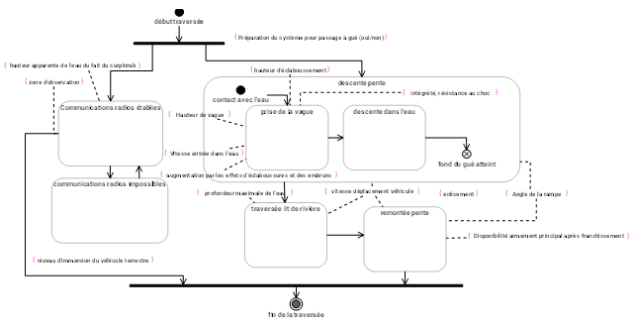 début traversée
{ Préparation du système pour passage à gué (oui/non) }
{ hauteur apparente de l'eau du fait du surplomb }
{ zone d'observation }
{ hauteur d'éclaboussement }
descente pente
contact avec l'eau
{ Intégrité, résistance au choc }
Communications radios établies
{ Hauteur de vague }
prise de la vague
descente dans l'eau
{ Vitesse entrée dans l'eau }
fond du gué atteint
{ augmentation par les effets d'éclaboussures et des embruns }
communications radios impossibles
{ profondeur maximale de l'eau }
{ vitesse déplacement véhicule }
{ enlisement }
{ Angle de la rampe }
traversée lit de rivière
remontée pente
{ Disponibilité armement principal après franchissement }
{ niveaux d'immersion du véhicule terrestre }
fin de la traversée